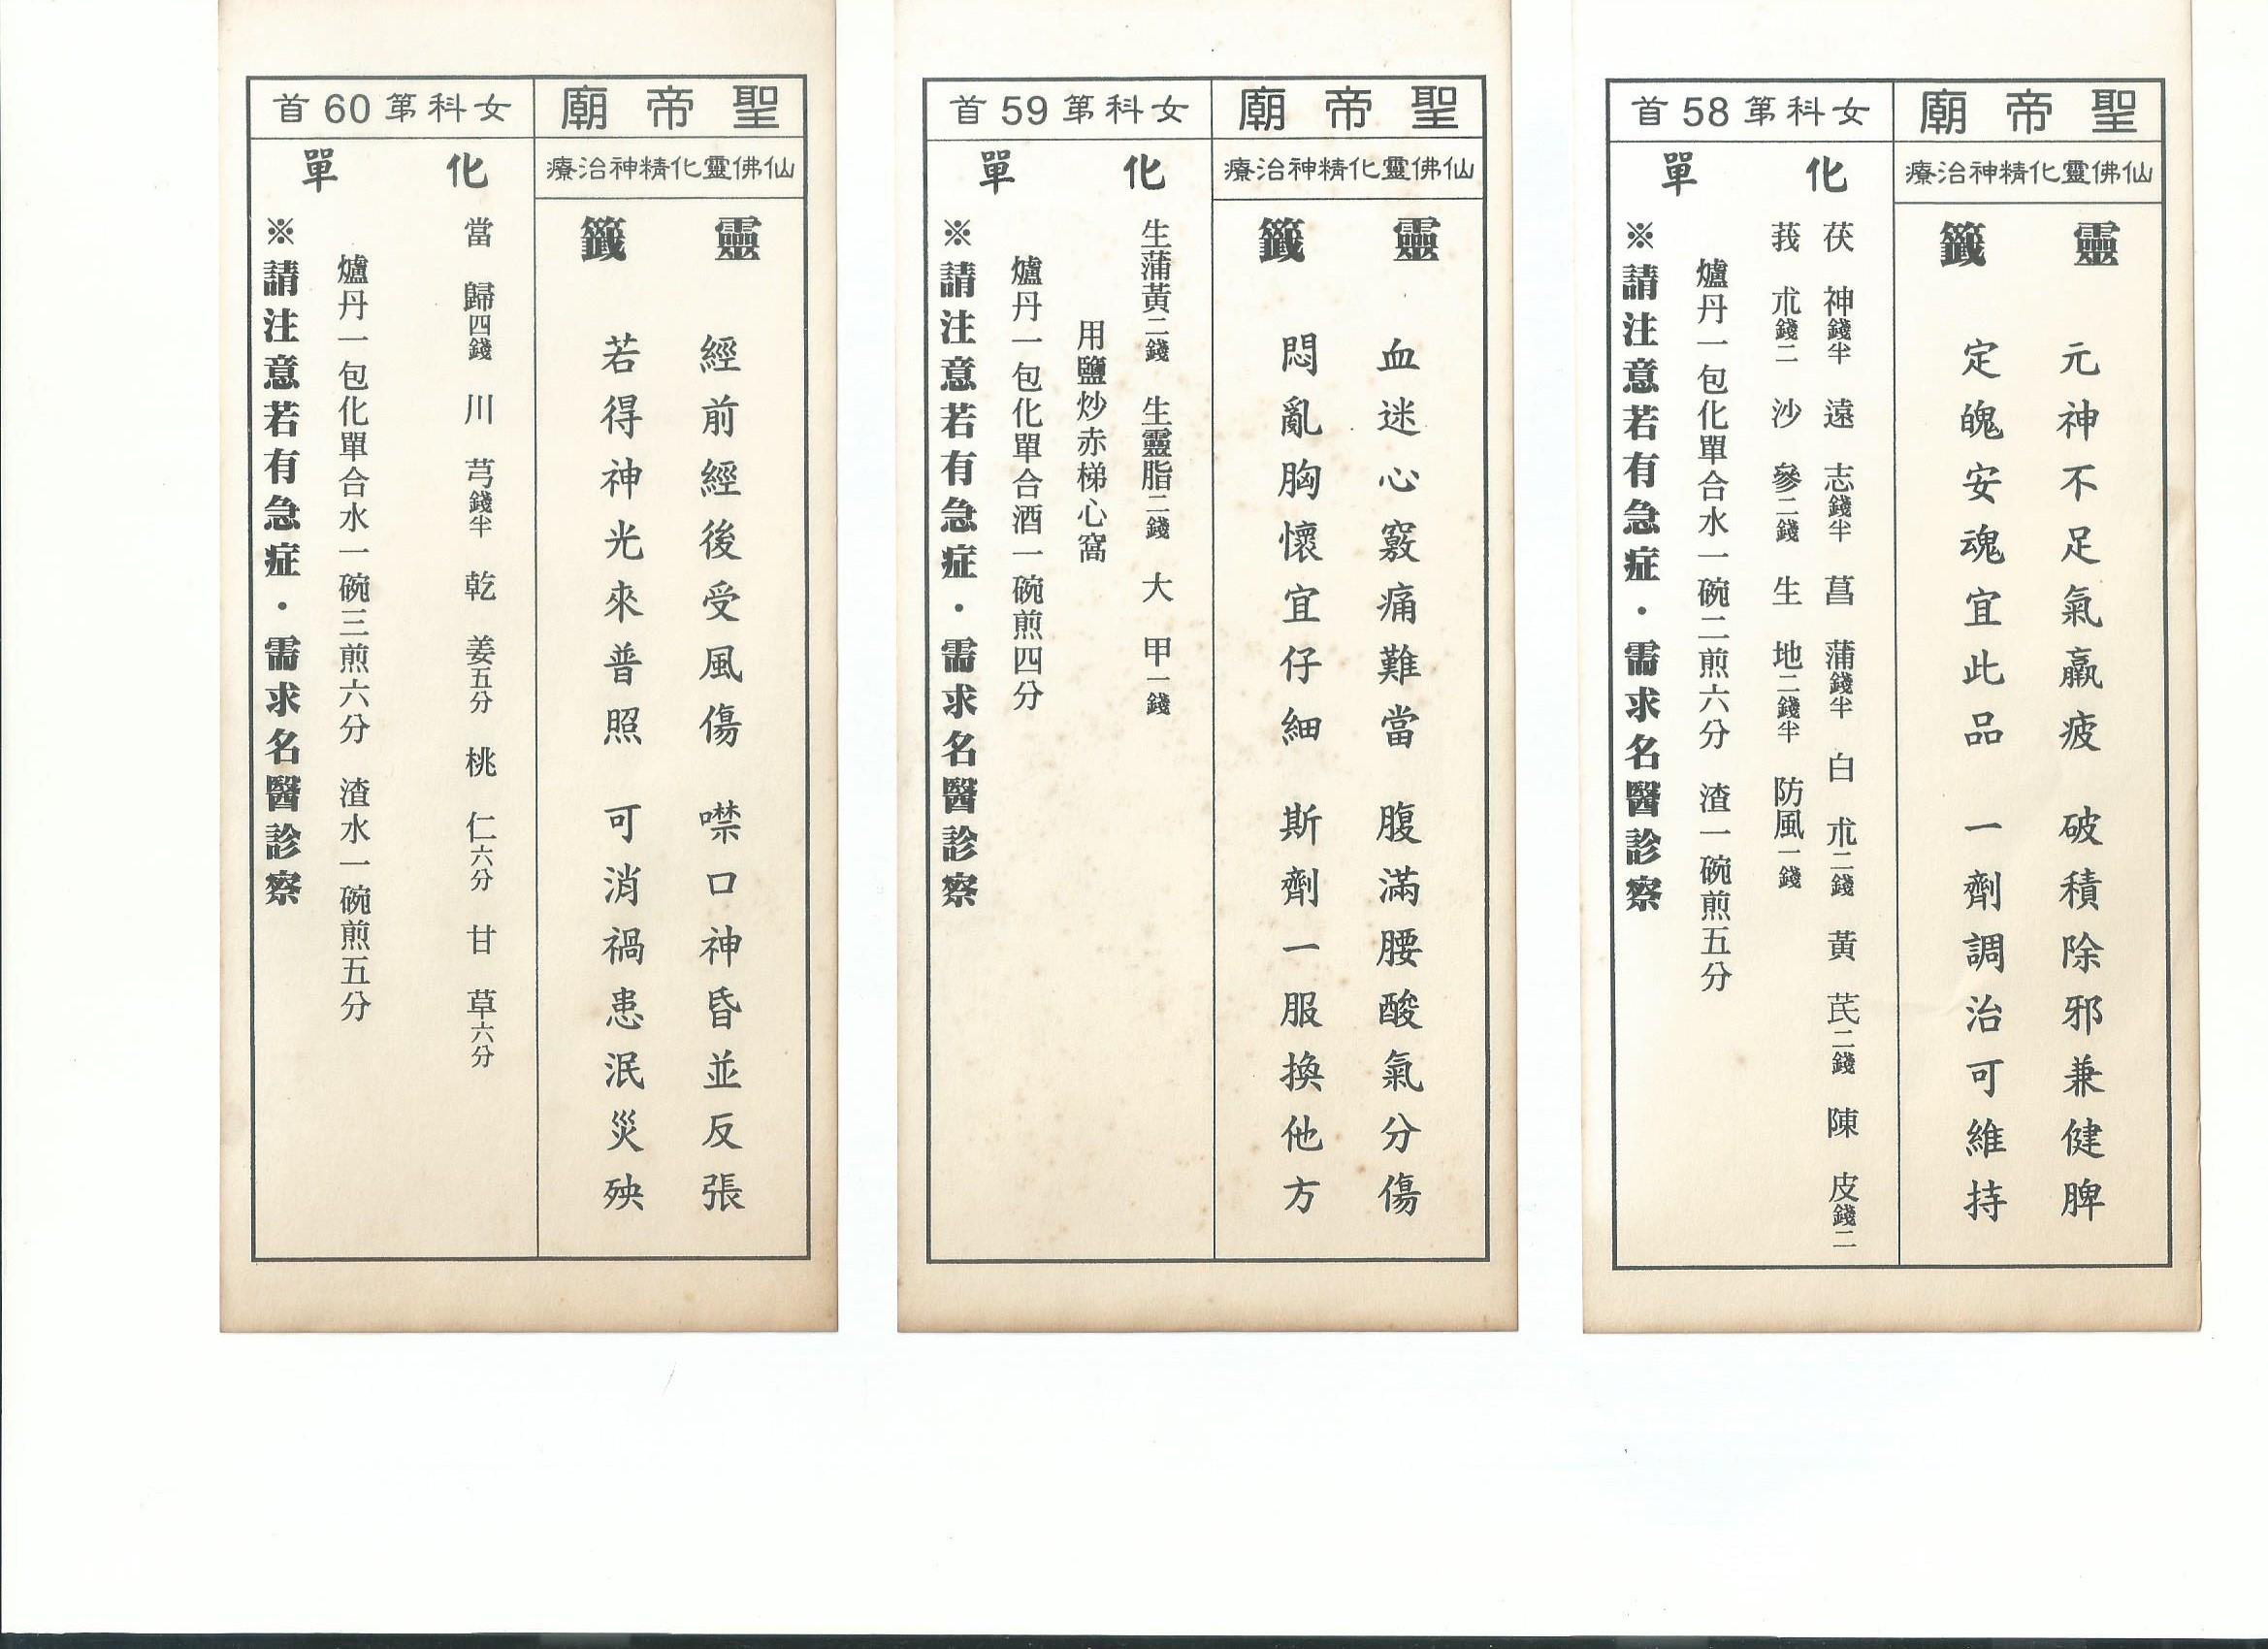 聖帝廟
女科第58首
仙佛靈化精神治療
靈籤
元神不足氣羸疲　破積除邪兼健脾
定魄安魂宜此品　一劑調治可維持
化單
茯神錢半　遠志錢半　菖蒲錢半　白朮二錢　黃芪二錢　陳皮錢二
莪朮錢二　沙參二錢　生地二錢半　防風一錢
爐丹一包化單合水一碗二煎六分　渣一碗煎五分
※請注意若有急症・需求名醫診察
聖帝廟
女科第59首
仙佛靈化精神治療
靈籤
血迷心竅痛難當　腹滿腰酸氣分傷
悶亂胸懷宜仔細　斯劑一服換他方
化單
生蒲黃二錢　生靈脂二錢　大甲一錢
用鹽炒赤梯心窩
爐丹一包化單合酒一碗煎四分
※請注意若有急症・需求名醫診察
聖帝廟
女科第60首
仙佛靈化精神治療
靈籤
經前經後受風傷　噤口神昏並反張
若得神光來普照　可消禍患泯災殃
化單
當歸四錢　川芎錢半　乾姜五分　桃仁六分　甘草六分
爐丹一包化單合水一碗三煎六分　渣水一碗煎五分
※請注意若有急症・需求名醫診察